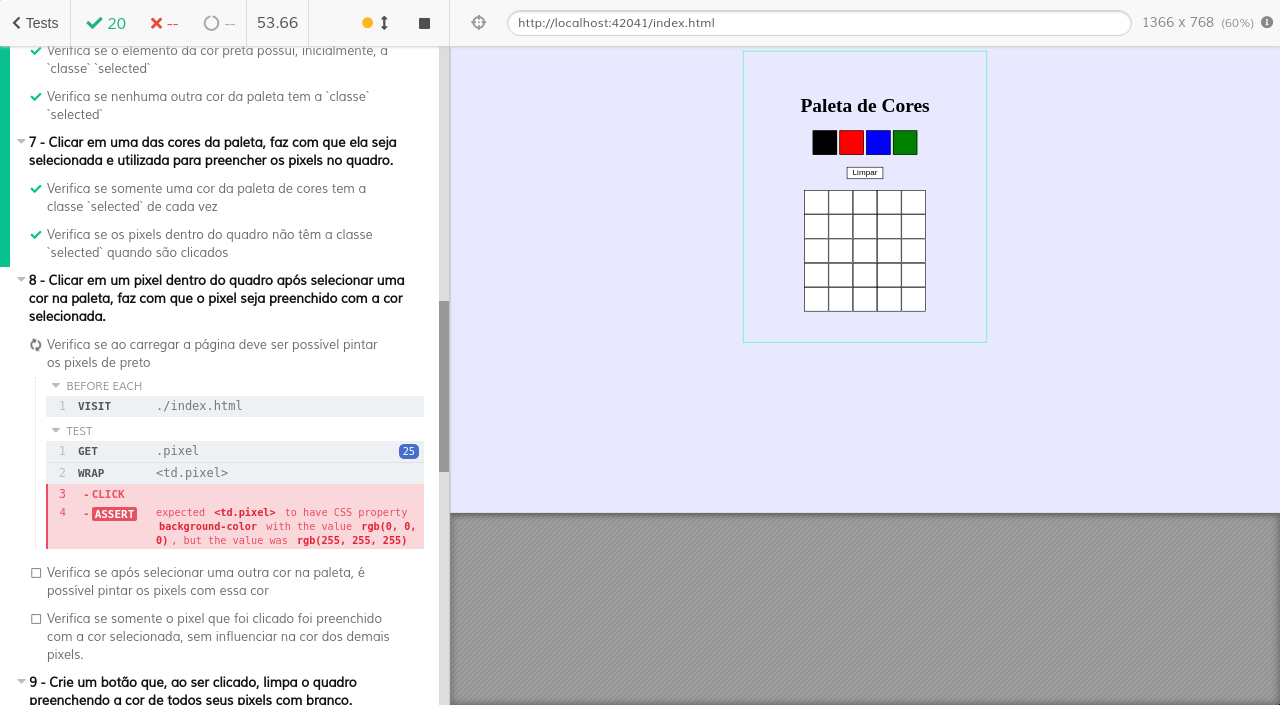 Tests
20
--
--
53.66
http://localhost:42041/index.html
1366 x 768 (60%)
Verifica se o elemento da cor preta possui, inicialmente, a
`classe` `selected`
Verifica se nenhuma outra cor da paleta tem a `classe`
`selected`
7 - Clicar em uma das cores da paleta, faz com que ela seja
selecionada e utilizada para preencher os pixels no quadro.
Verifica se somente uma cor da paleta de cores tem a
classe `selected` de cada vez
Verifica se os pixels dentro do quadro não têm a classe
`selected` quando são clicados
8 - Clicar em um pixel dentro do quadro após selecionar uma
cor na paleta, faz com que o pixel seja preenchido com a cor
selecionada.
Verifica se ao carregar a página deve ser possível pintar
os pixels de preto
BEFORE EACH
1 VISIT ./index.html
TEST
1 GET .pixel 25
2 WRAP <td.pixel>
3 -CLICK
4 -ASSERT expected <td.pixel> to have CSS property
background-color with the value rgb(0, 0,
0), but the value was rgb(255, 255, 255)
Verifica se após selecionar uma outra cor na paleta, é
possível pintar os pixels com essa cor
Verifica se somente o pixel que foi clicado foi preenchido
com a cor selecionada, sem influenciar na cor dos demais
pixels.
9 - Crie um botão que, ao ser clicado, limpa o quadro
preenchendo a cor de todos seus pixels com branco.
Paleta de Cores
Limpar